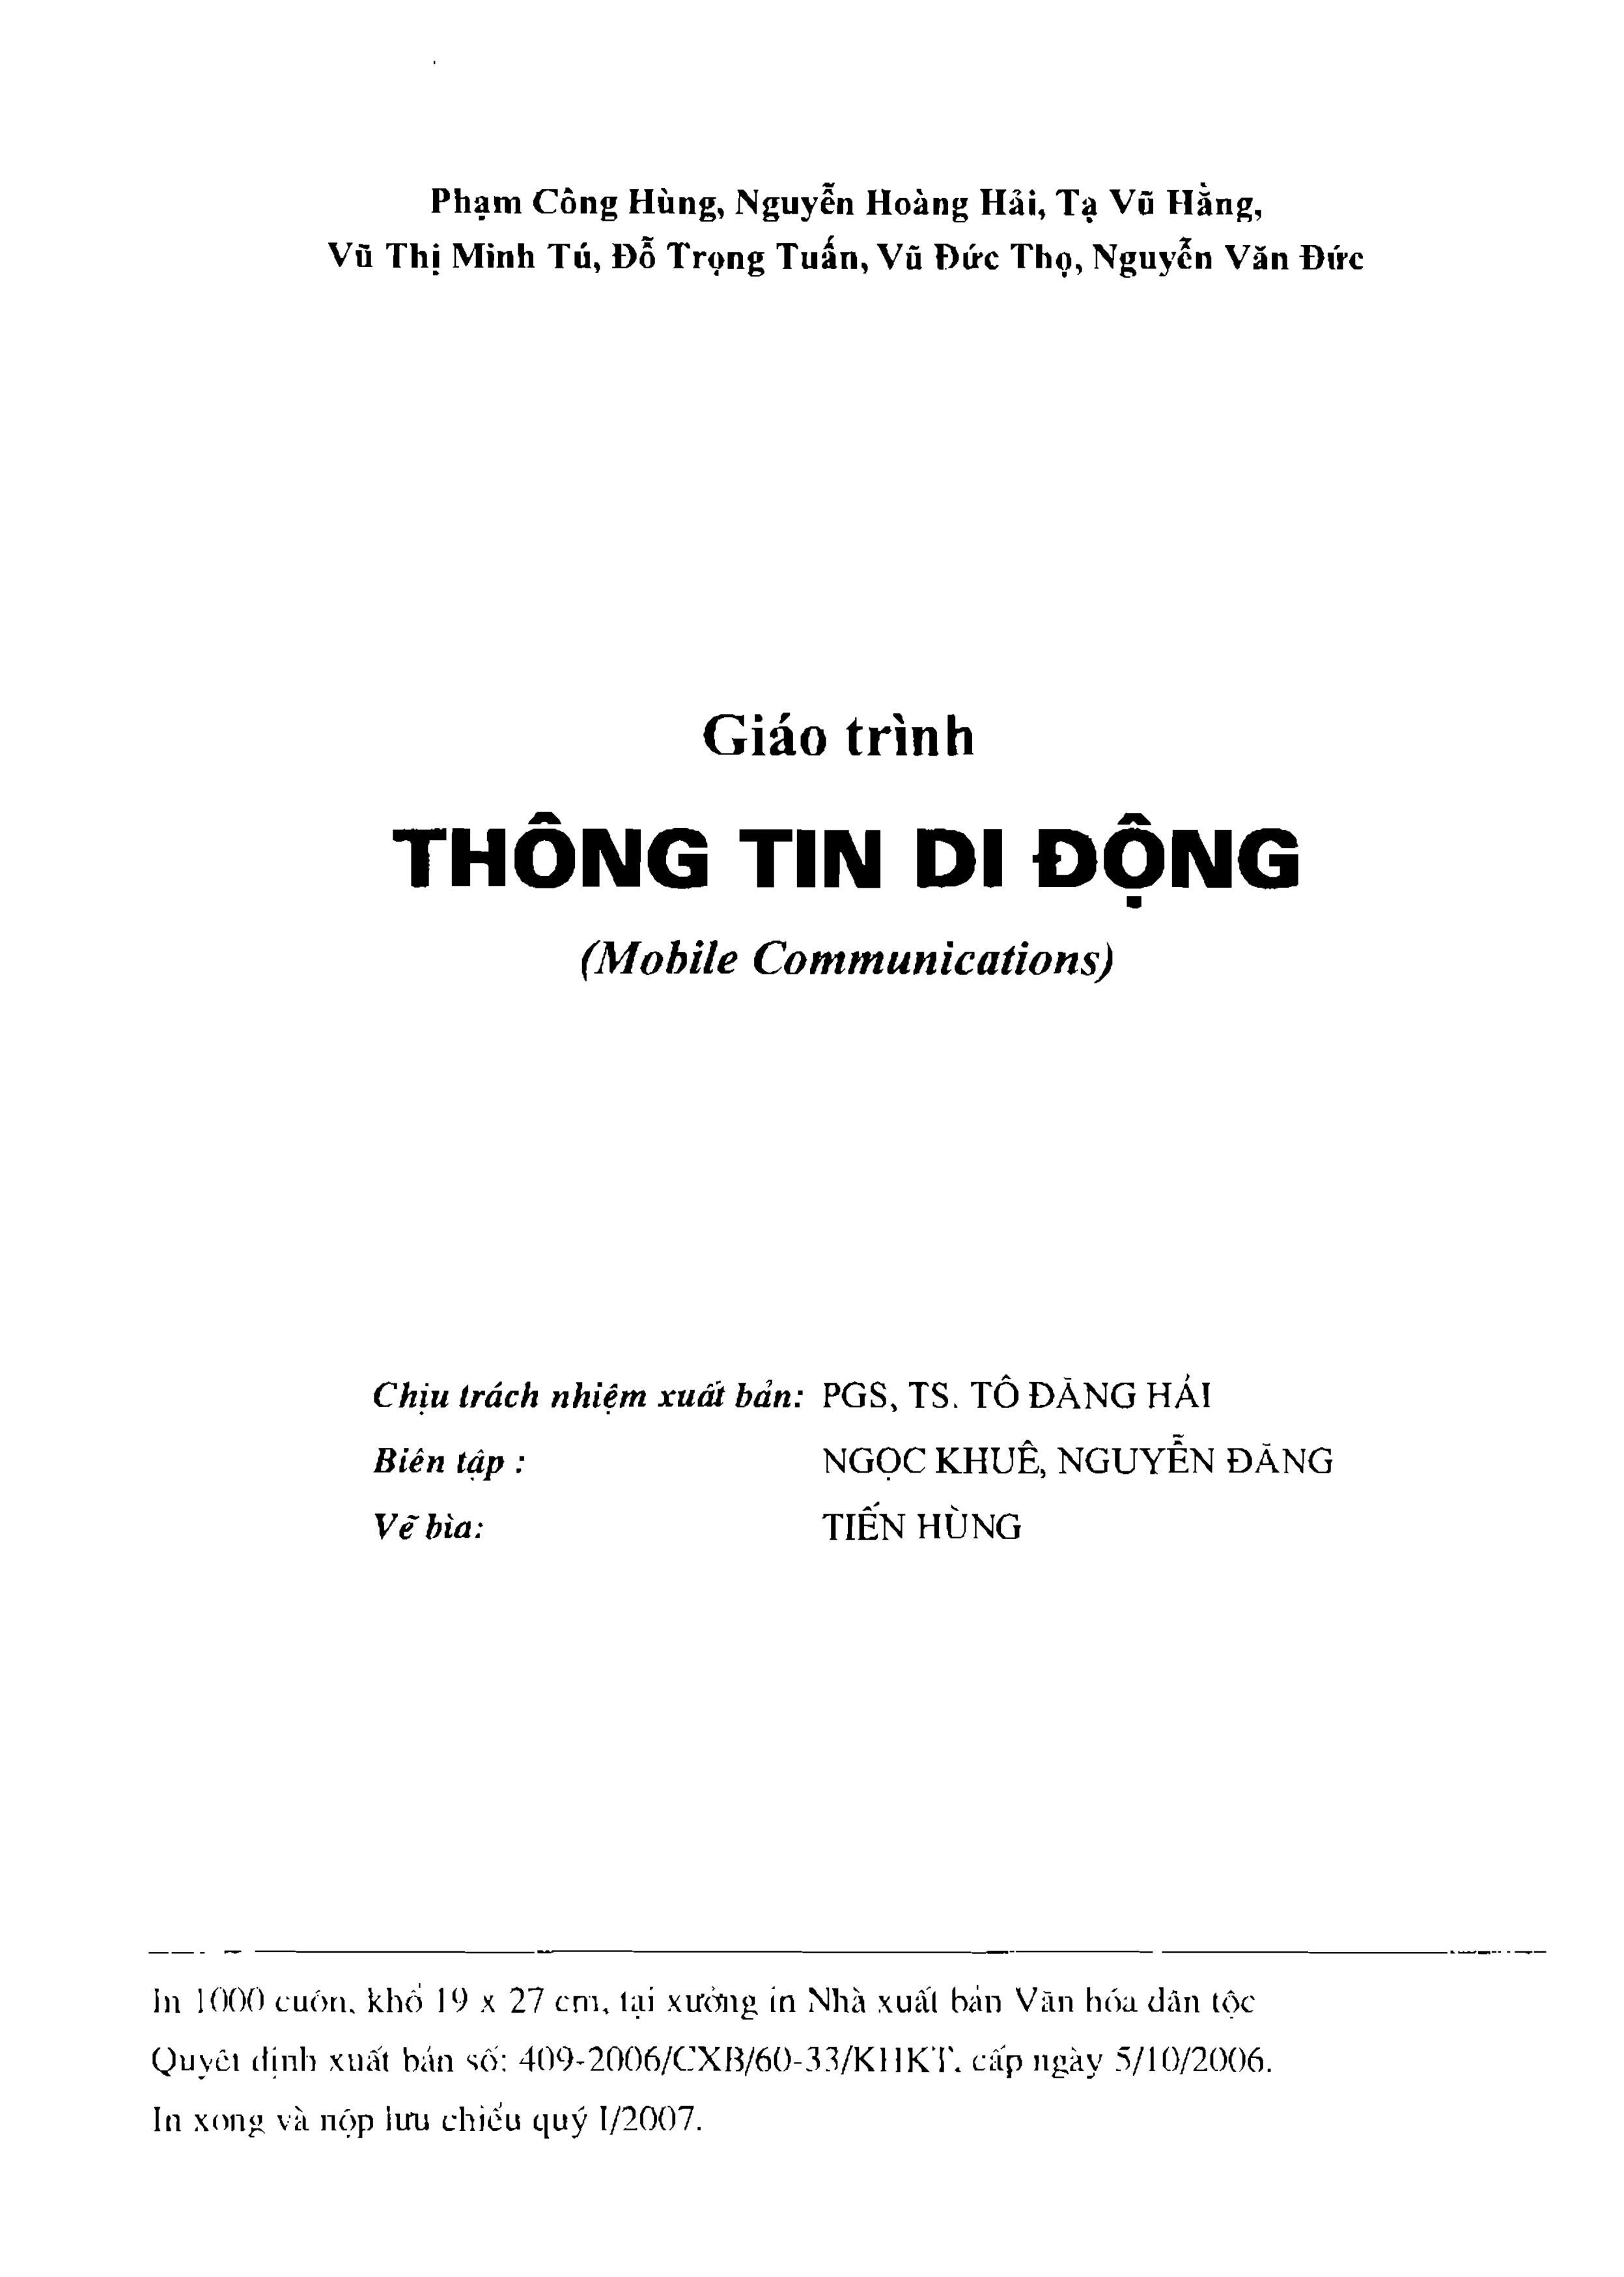 Phạm Công Hùng, Nguyễn Hoàng Hải, Tạ Vũ Hằng,
Vũ Thị Minh Tú, Đỗ Trọng Tuấn, Vũ Đức Thọ, Nguyễn Văn Đức
Giáo trình
THÔNG TIN DI ĐỘNG
(Mobile Communications)
Chịu trách nhiệm xuất bản: PGS, TS. TÔ ĐĂNG HẢI
Biên tập : NGỌC KHUÊ, NGUYỄN ĐĂNG
Vẽ bìa: TIẾN HÙNG
In 1000 cuốn, khổ 19 x 27 cm, tại xưởng in Nhà xuất bản Văn hóa dân tộc
Quyết định xuất bản số: 409-2006/CXB/60-33/KHKT, cấp ngày 5/10/2006.
In xong và nộp lưu chiểu quý I/2007.